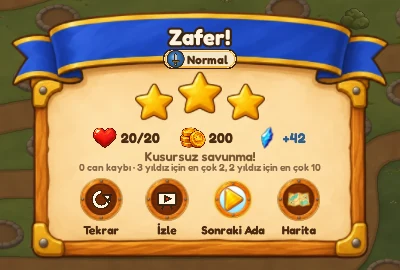 Zafer!
Normal
20/20 200 +42
Kusursuz savunma!
0 can kaybı · 3 yıldız için en çok 2, 2 yıldız için en çok 10
Tekrar İzle Sonraki Ada Harita